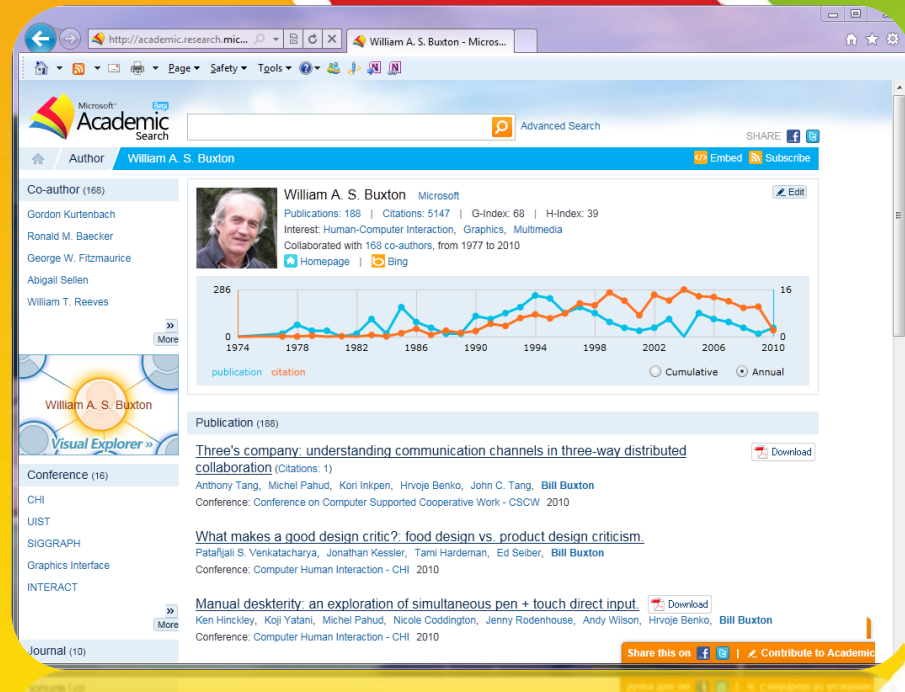 http://academic.research.mic...
William A. S. Buxton - Micros...
Page Safety Tools
Microsoft® Beta
Academic
Search
Advanced Search
SHARE
Author William A. S. Buxton
Embed Subscribe
Co-author (168)
Gordon Kurtenbach
Ronald M. Baecker
George W. Fitzmaurice
Abigail Sellen
William T. Reeves
»
More
William A. S. Buxton
Visual Explorer »
Conference (16)
CHI
UIST
SIGGRAPH
Graphics Interface
INTERACT
»
More
Journal (10)
William A. S. Buxton Microsoft
Edit
Publications: 188 | Citations: 5147 | G-Index: 68 | H-Index: 39
Interest: Human-Computer Interaction, Graphics, Multimedia
Collaborated with 168 co-authors, from 1977 to 2010
Homepage | Bing
286 16
0 0
1974 1978 1982 1986 1990 1994 1998 2002 2006 2010
publication citation Cumulative Annual
Publication (188)
Three's company: understanding communication channels in three-way distributed
collaboration (Citations: 1)
Download
Anthony Tang, Michel Pahud, Kori Inkpen, Hrvoje Benko, John C. Tang, Bill Buxton
Conference: Conference on Computer Supported Cooperative Work - CSCW 2010
What makes a good design critic?: food design vs. product design criticism.
Patañjali S. Venkatacharya, Jonathan Kessler, Tami Hardeman, Ed Seiber, Bill Buxton
Conference: Computer Human Interaction - CHI 2010
Manual deskterity: an exploration of simultaneous pen + touch direct input. Download
Ken Hinckley, Koji Yatani, Michel Pahud, Nicole Coddington, Jenny Rodenhouse, Andy Wilson, Hrvoje Benko, Bill Buxton
Conference: Computer Human Interaction - CHI 2010
Share this on | Contribute to Academic